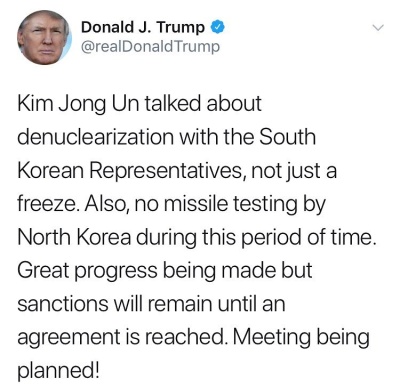 Donald J. Trump
@realDonaldTrump
Kim Jong Un talked about
denuclearization with the South
Korean Representatives, not just a
freeze. Also, no missile testing by
North Korea during this period of time.
Great progress being made but
sanctions will remain until an
agreement is reached. Meeting being
planned!